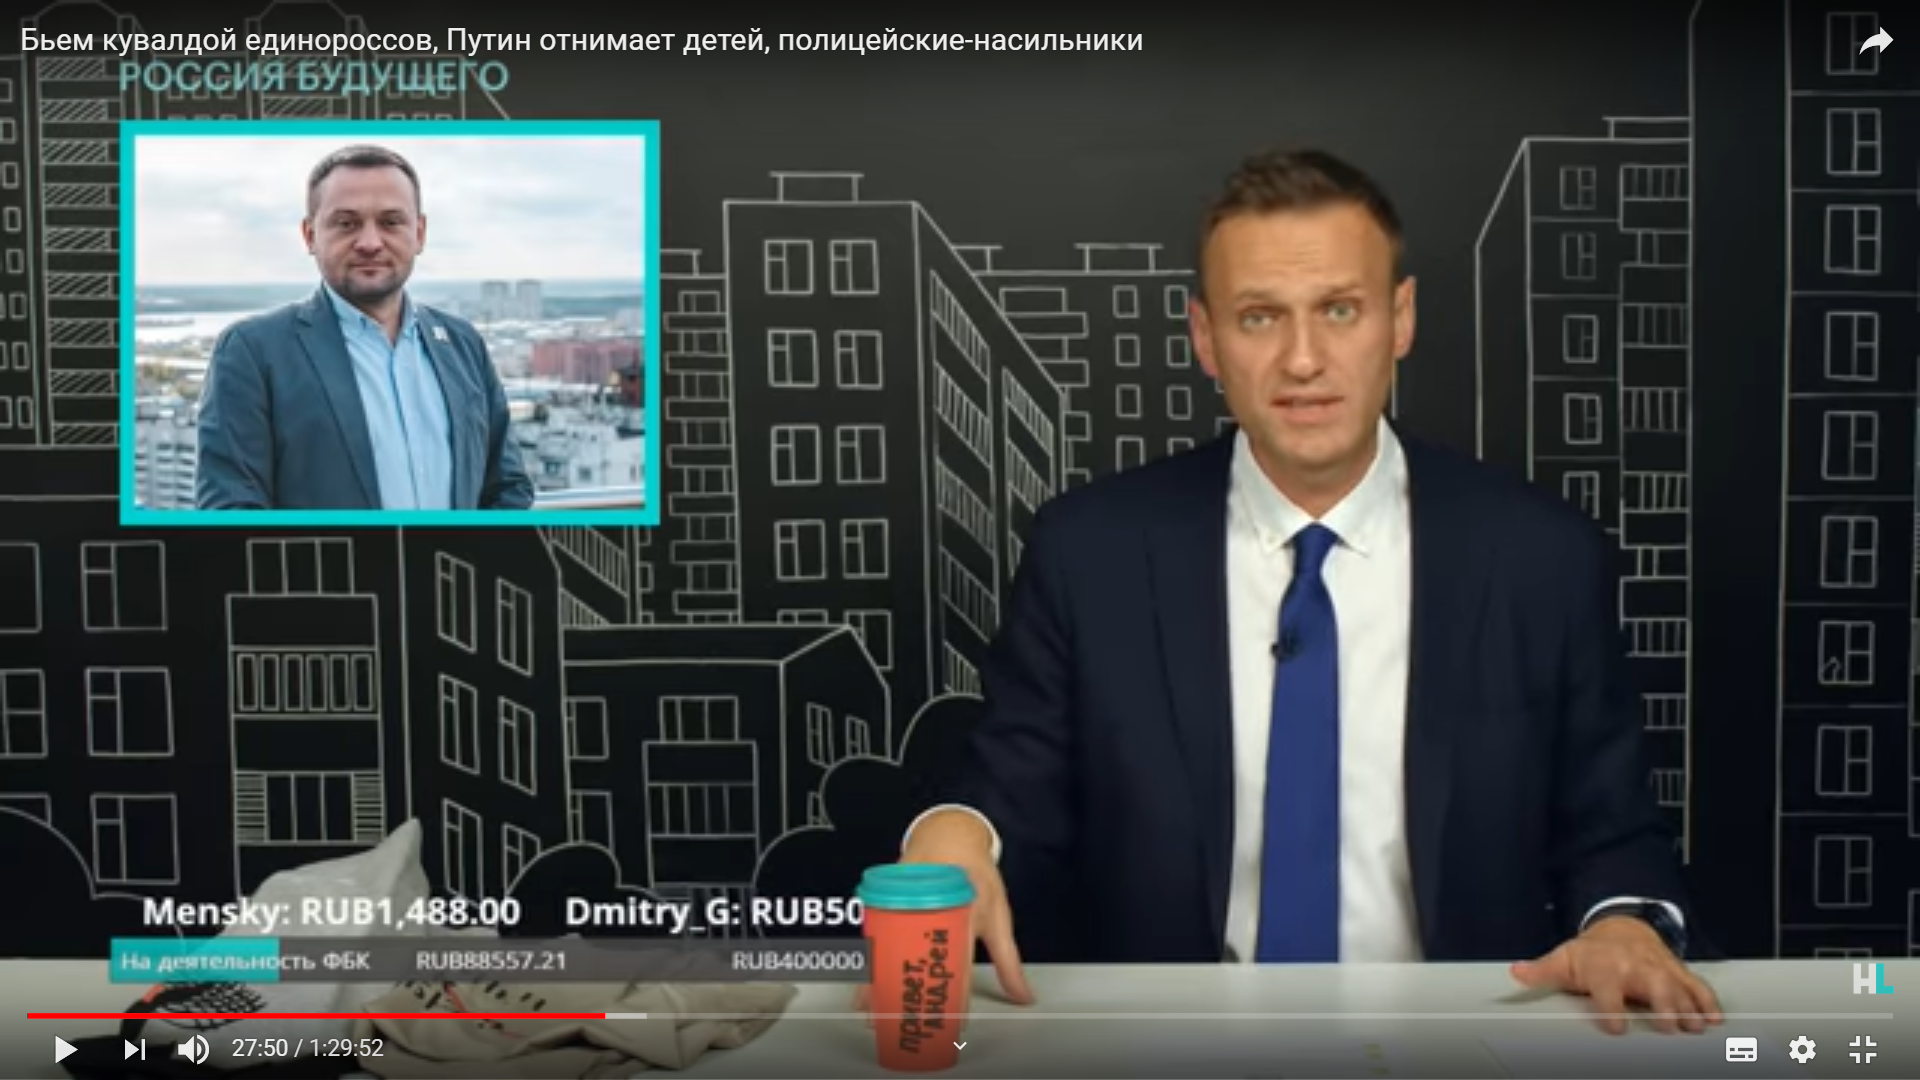 Бьем кувалдой единороссов, Путин отнимает детей, полицейские-насильники
РОССИЯ БУДУЩЕГО
Mensky: RUB1,488.00 Dmitry_G: RUB50
На деятельность ФБК RUB88557.21 RUB400000
привет,
АНДРЕЙ
HL
27:50 / 1:29:52